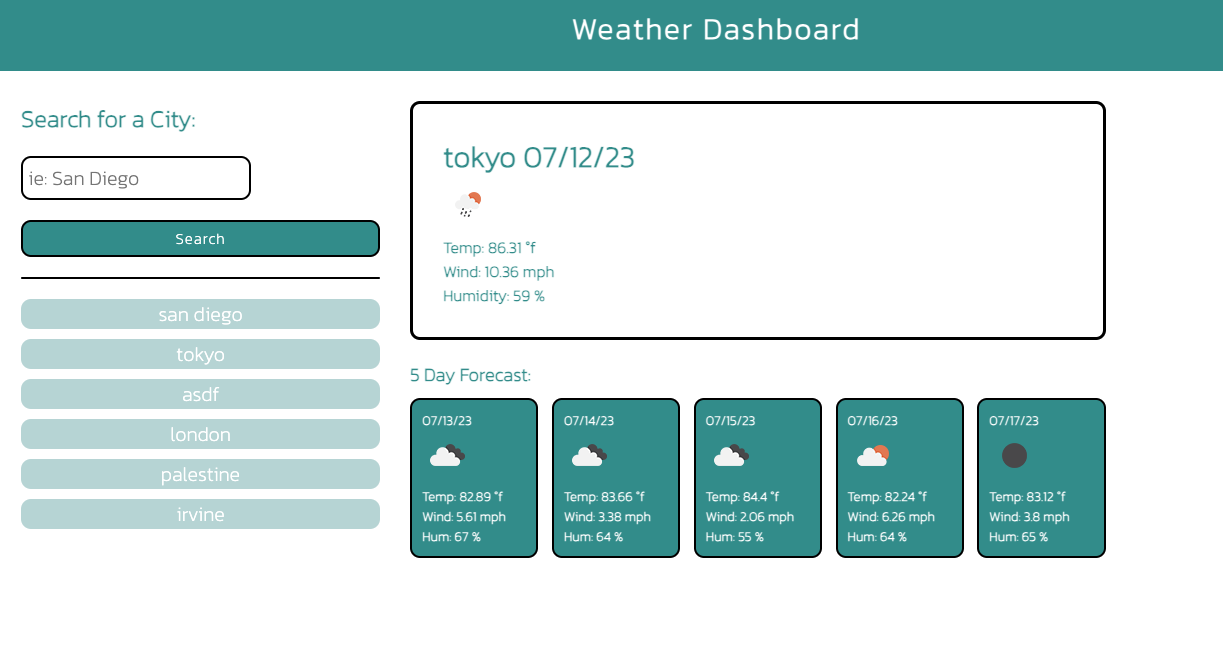 Weather Dashboard
Search for a City:
ie: San Diego
Search
san diego
tokyo
asdf
london
palestine
irvine
tokyo 07/12/23
Temp: 86.31 °f
Wind: 10.36 mph
Humidity: 59 %
5 Day Forecast:
07/13/23
Temp: 82.89 °f
Wind: 5.61 mph
Hum: 67 %
07/14/23
Temp: 83.66 °f
Wind: 3.38 mph
Hum: 64 %
07/15/23
Temp: 84.4 °f
Wind: 2.06 mph
Hum: 55 %
07/16/23
Temp: 82.24 °f
Wind: 6.26 mph
Hum: 64 %
07/17/23
Temp: 83.12 °f
Wind: 3.8 mph
Hum: 65 %